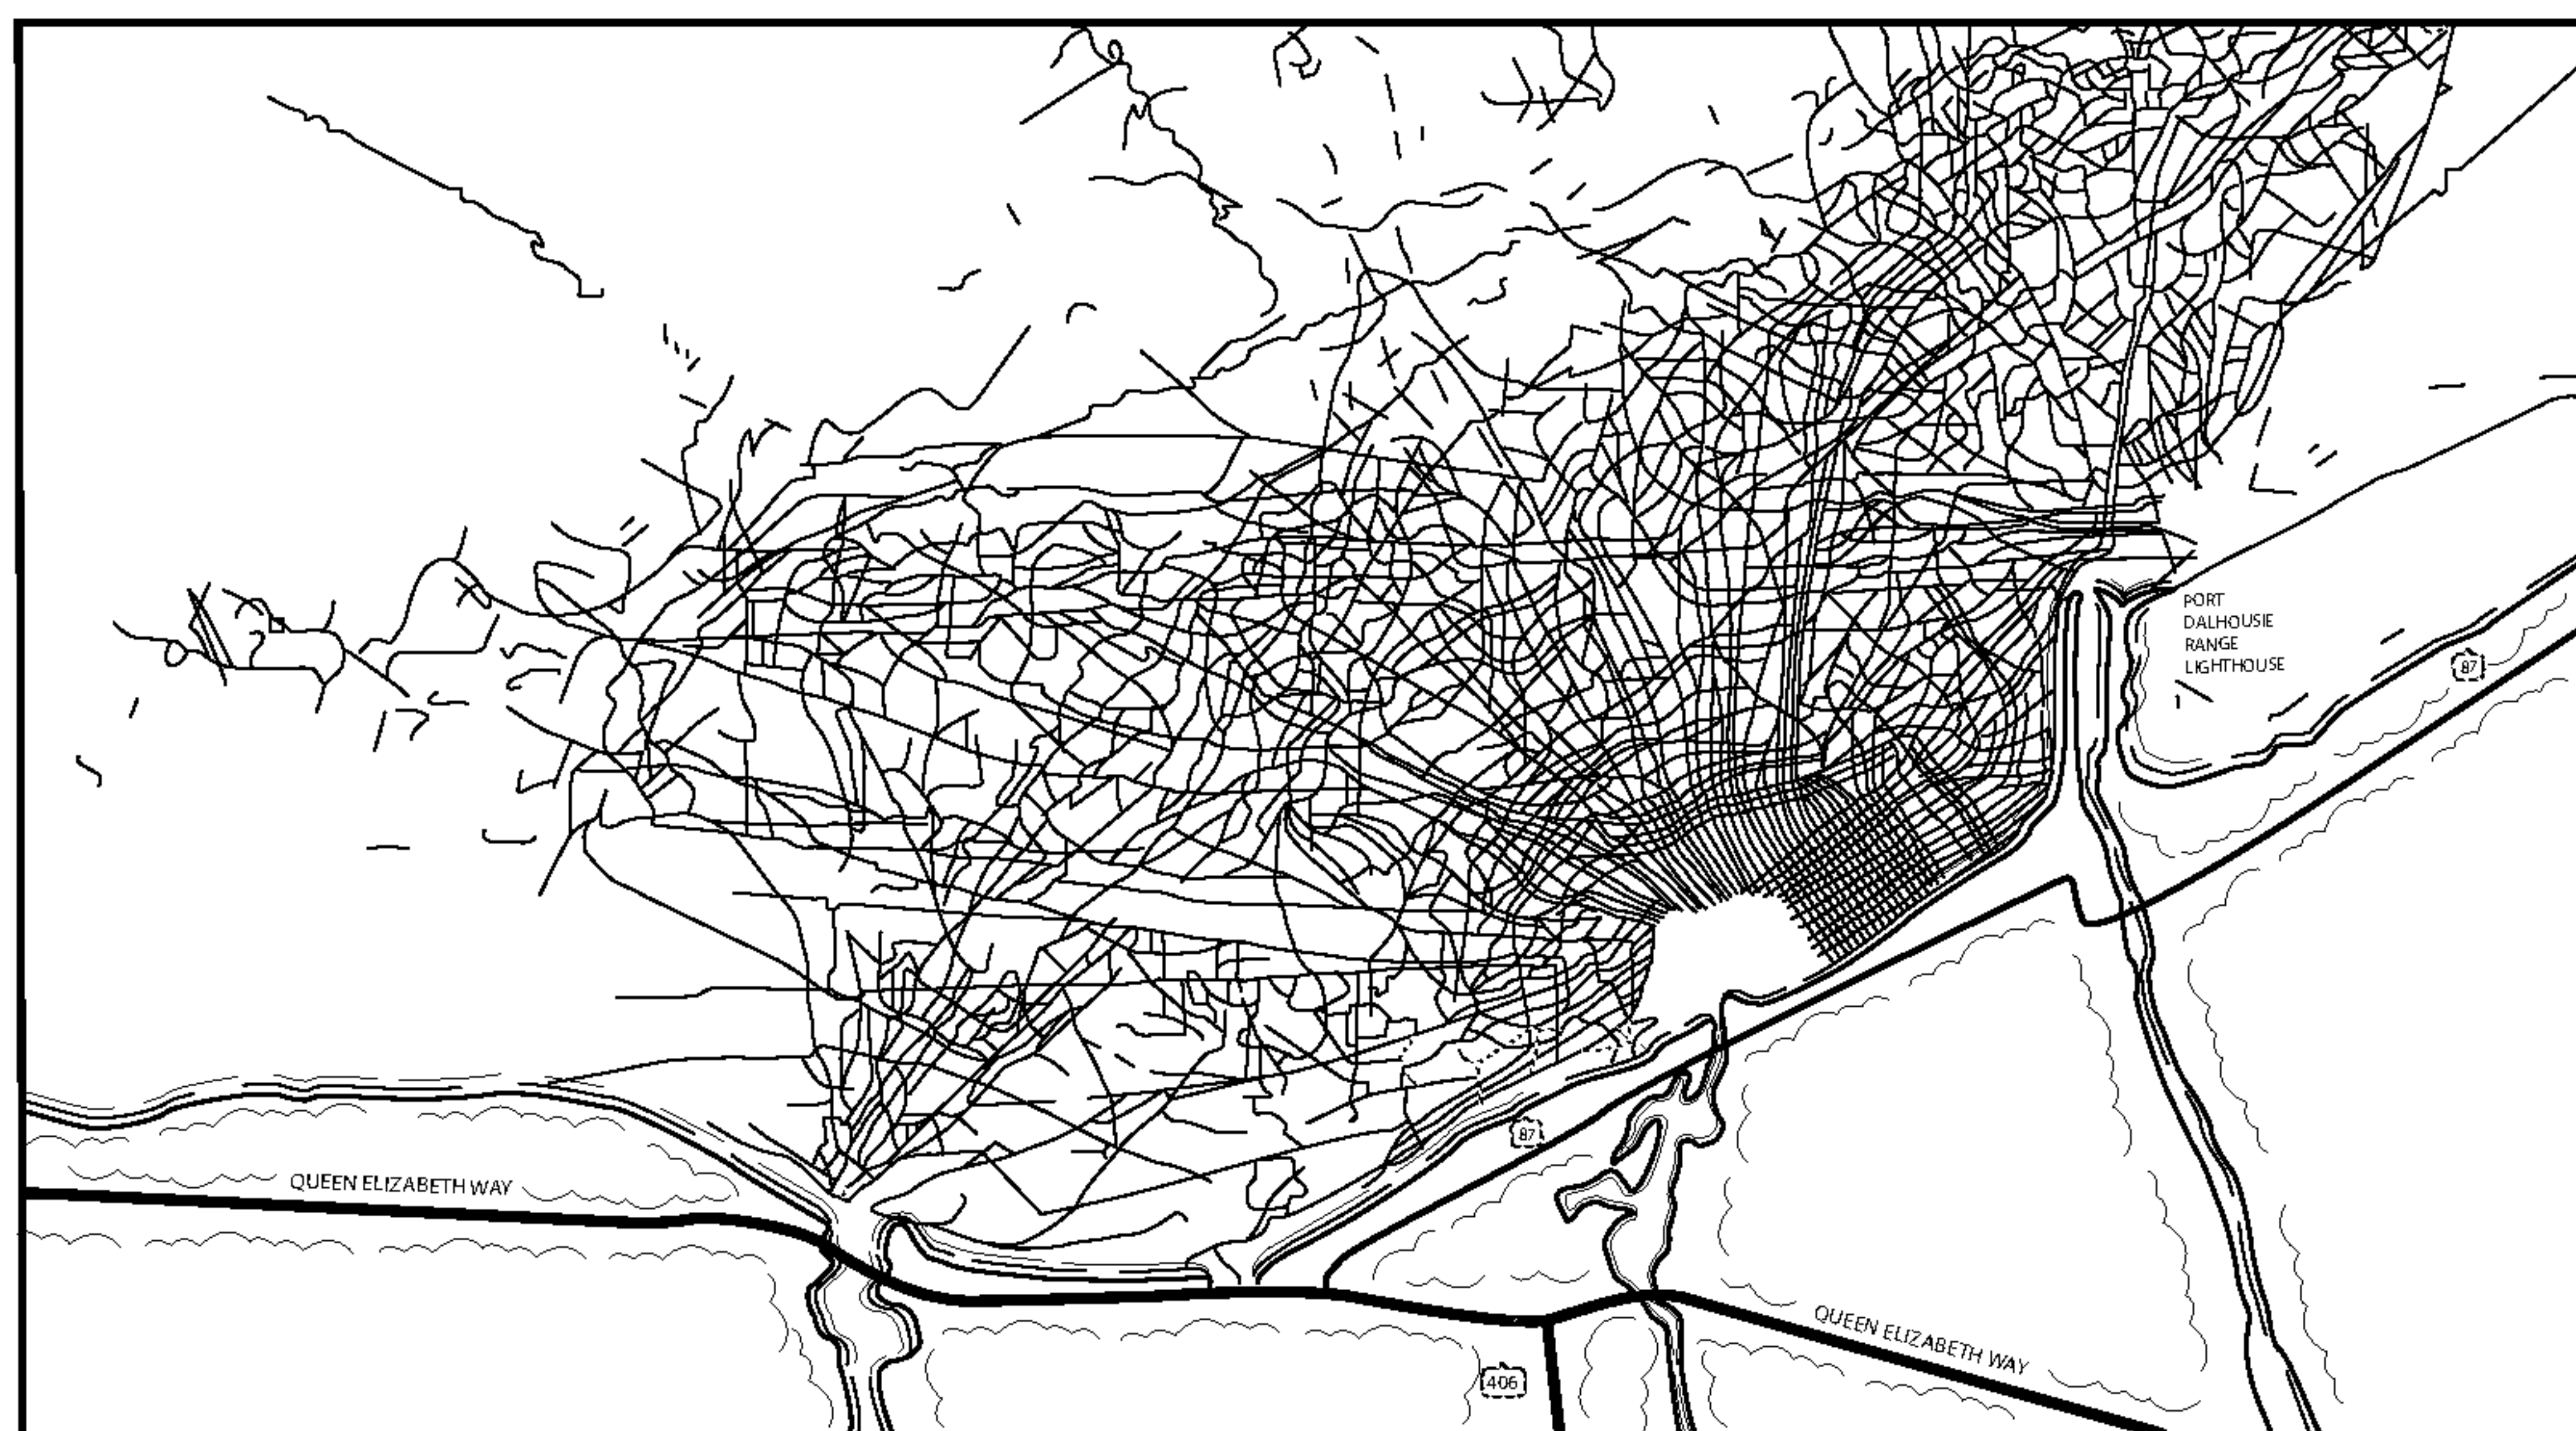 PORT
DALHOUSIE
RANGE
LIGHTHOUSE
87
87
QUEEN ELIZABETH WAY
QUEEN ELIZABETH WAY
406